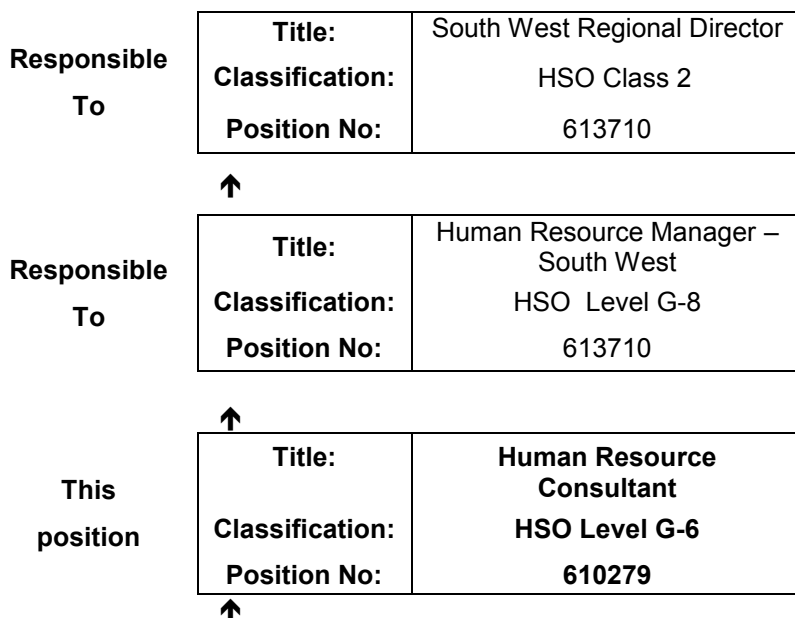 Responsible
To
Title: South West Regional Director
Classification: HSO Class 2
Position No: 613710
Responsible
To
Title: Human Resource Manager –
South West
Classification: HSO Level G-8
Position No: 613710
This
position
Title: Human Resource
Consultant
Classification: HSO Level G-6
Position No: 610279